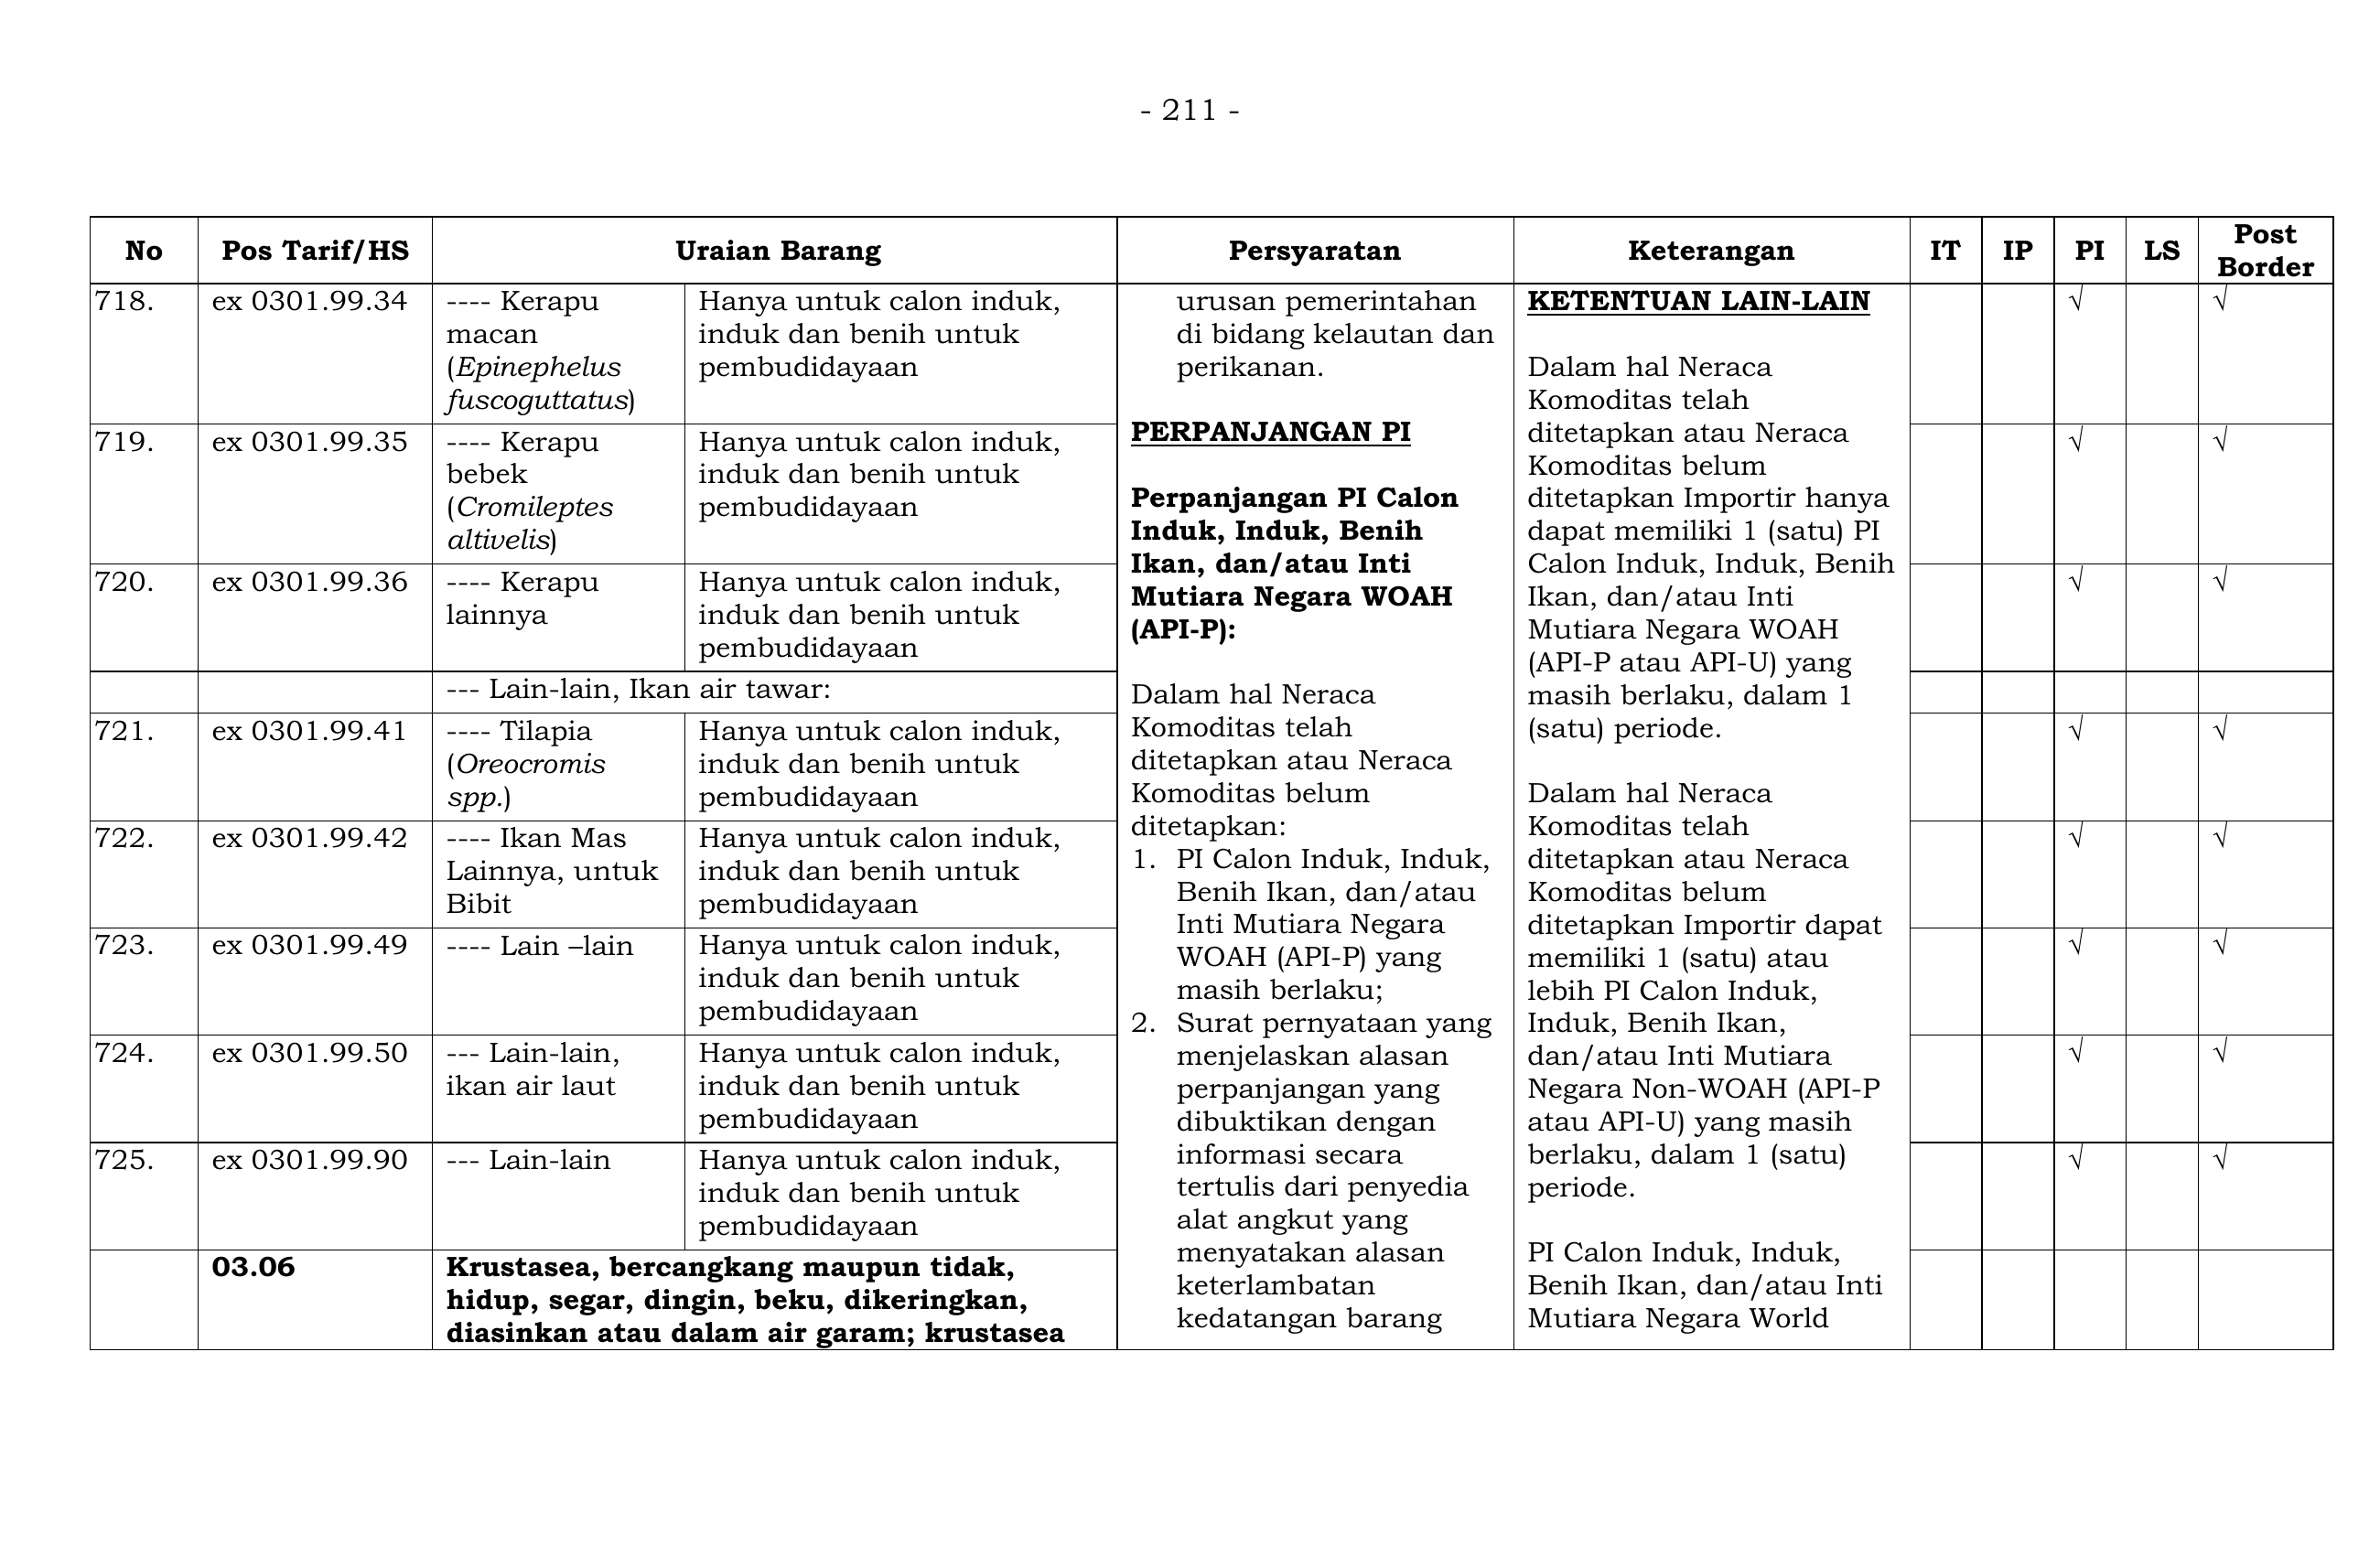 - 211 -
No Pos Tarif/HS Uraian Barang Persyaratan Keterangan IT IP PI LS Post Border
718. ex 0301.99.34
---- Kerapu
macan
(Epinephelus
fuscoguttatus)
Hanya untuk calon induk,
induk dan benih untuk
pembudidayaan
√ √
719. ex 0301.99.35
---- Kerapu
bebek
(Cromileptes
altivelis)
Hanya untuk calon induk,
induk dan benih untuk
pembudidayaan
√ √
720. ex 0301.99.36
---- Kerapu
lainnya
Hanya untuk calon induk,
induk dan benih untuk
pembudidayaan
√ √
--- Lain-lain, Ikan air tawar:
721. ex 0301.99.41
---- Tilapia
(Oreocromis
spp.)
Hanya untuk calon induk,
induk dan benih untuk
pembudidayaan
√ √
722. ex 0301.99.42
---- Ikan Mas
Lainnya, untuk
Bibit
Hanya untuk calon induk,
induk dan benih untuk
pembudidayaan
√ √
723. ex 0301.99.49
---- Lain –lain
Hanya untuk calon induk,
induk dan benih untuk
pembudidayaan
√ √
724. ex 0301.99.50
--- Lain-lain,
ikan air laut
Hanya untuk calon induk,
induk dan benih untuk
pembudidayaan
√ √
725. ex 0301.99.90
--- Lain-lain
Hanya untuk calon induk,
induk dan benih untuk
pembudidayaan
√ √
03.06
Krustasea, bercangkang maupun tidak,
hidup, segar, dingin, beku, dikeringkan,
diasinkan atau dalam air garam; krustasea
urusan pemerintahan
di bidang kelautan dan
perikanan.
PERPANJANGAN PI
Perpanjangan PI Calon
Induk, Induk, Benih
Ikan, dan/atau Inti
Mutiara Negara WOAH
(API-P):
Dalam hal Neraca
Komoditas telah
ditetapkan atau Neraca
Komoditas belum
ditetapkan:
1. PI Calon Induk, Induk,
Benih Ikan, dan/atau
Inti Mutiara Negara
WOAH (API-P) yang
masih berlaku;
2. Surat pernyataan yang
menjelaskan alasan
perpanjangan yang
dibuktikan dengan
informasi secara
tertulis dari penyedia
alat angkut yang
menyatakan alasan
keterlambatan
kedatangan barang
KETENTUAN LAIN-LAIN
Dalam hal Neraca
Komoditas telah
ditetapkan atau Neraca
Komoditas belum
ditetapkan Importir hanya
dapat memiliki 1 (satu) PI
Calon Induk, Induk, Benih
Ikan, dan/atau Inti
Mutiara Negara WOAH
(API-P atau API-U) yang
masih berlaku, dalam 1
(satu) periode.
Dalam hal Neraca
Komoditas telah
ditetapkan atau Neraca
Komoditas belum
ditetapkan Importir dapat
memiliki 1 (satu) atau
lebih PI Calon Induk,
Induk, Benih Ikan,
dan/atau Inti Mutiara
Negara Non-WOAH (API-P
atau API-U) yang masih
berlaku, dalam 1 (satu)
periode.
PI Calon Induk, Induk,
Benih Ikan, dan/atau Inti
Mutiara Negara World